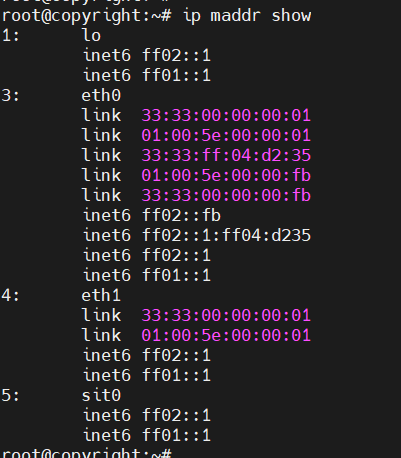 root@copyright:~# ip maddr show
1:      lo
        inet6 ff02::1
        inet6 ff01::1
3:      eth0
        link  33:33:00:00:00:01
        link  01:00:5e:00:00:01
        link  33:33:ff:04:d2:35
        link  01:00:5e:00:00:fb
        link  33:33:00:00:00:fb
        inet6 ff02::fb
        inet6 ff02::1:ff04:d235
        inet6 ff02::1
        inet6 ff01::1
4:      eth1
        link  33:33:00:00:00:01
        link  01:00:5e:00:00:01
        inet6 ff02::1
        inet6 ff01::1
5:      sit0
        inet6 ff02::1
        inet6 ff01::1
root@copyright:~#